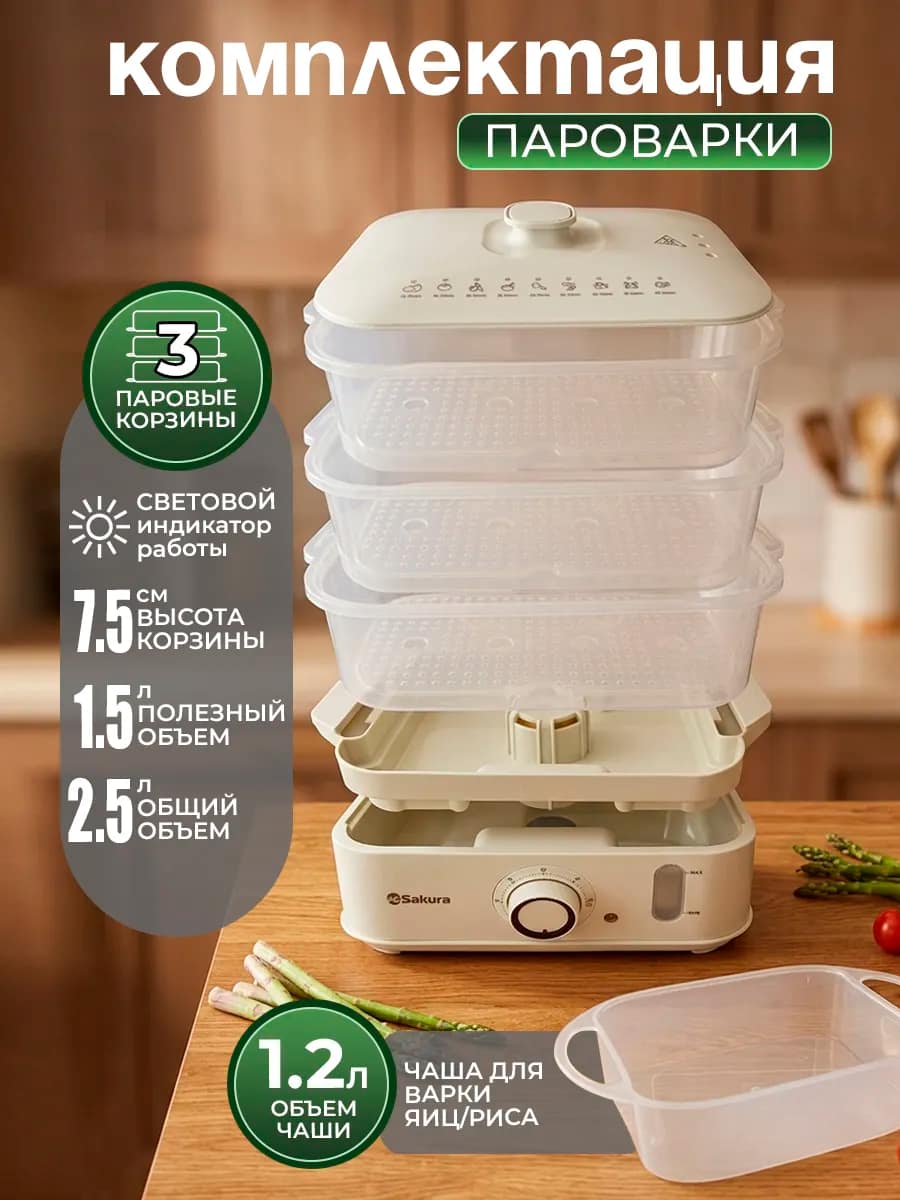 комплектация
ПАРОВАРКИ
3
ПАРОВЫЕ
КОРЗИНЫ
СВЕТОВОЙ
индикатор
работы
7.5 см
ВЫСОТА
КОРЗИНЫ
1.5 л
ПОЛЕЗНЫЙ
ОБЪЕМ
2.5 л
ОБЩИЙ
ОБЪЕМ
Sakura
MAX
1.2л
ОБЪЕМ
ЧАШИ
ЧАША ДЛЯ
ВАРКИ
ЯИЦ/РИСА